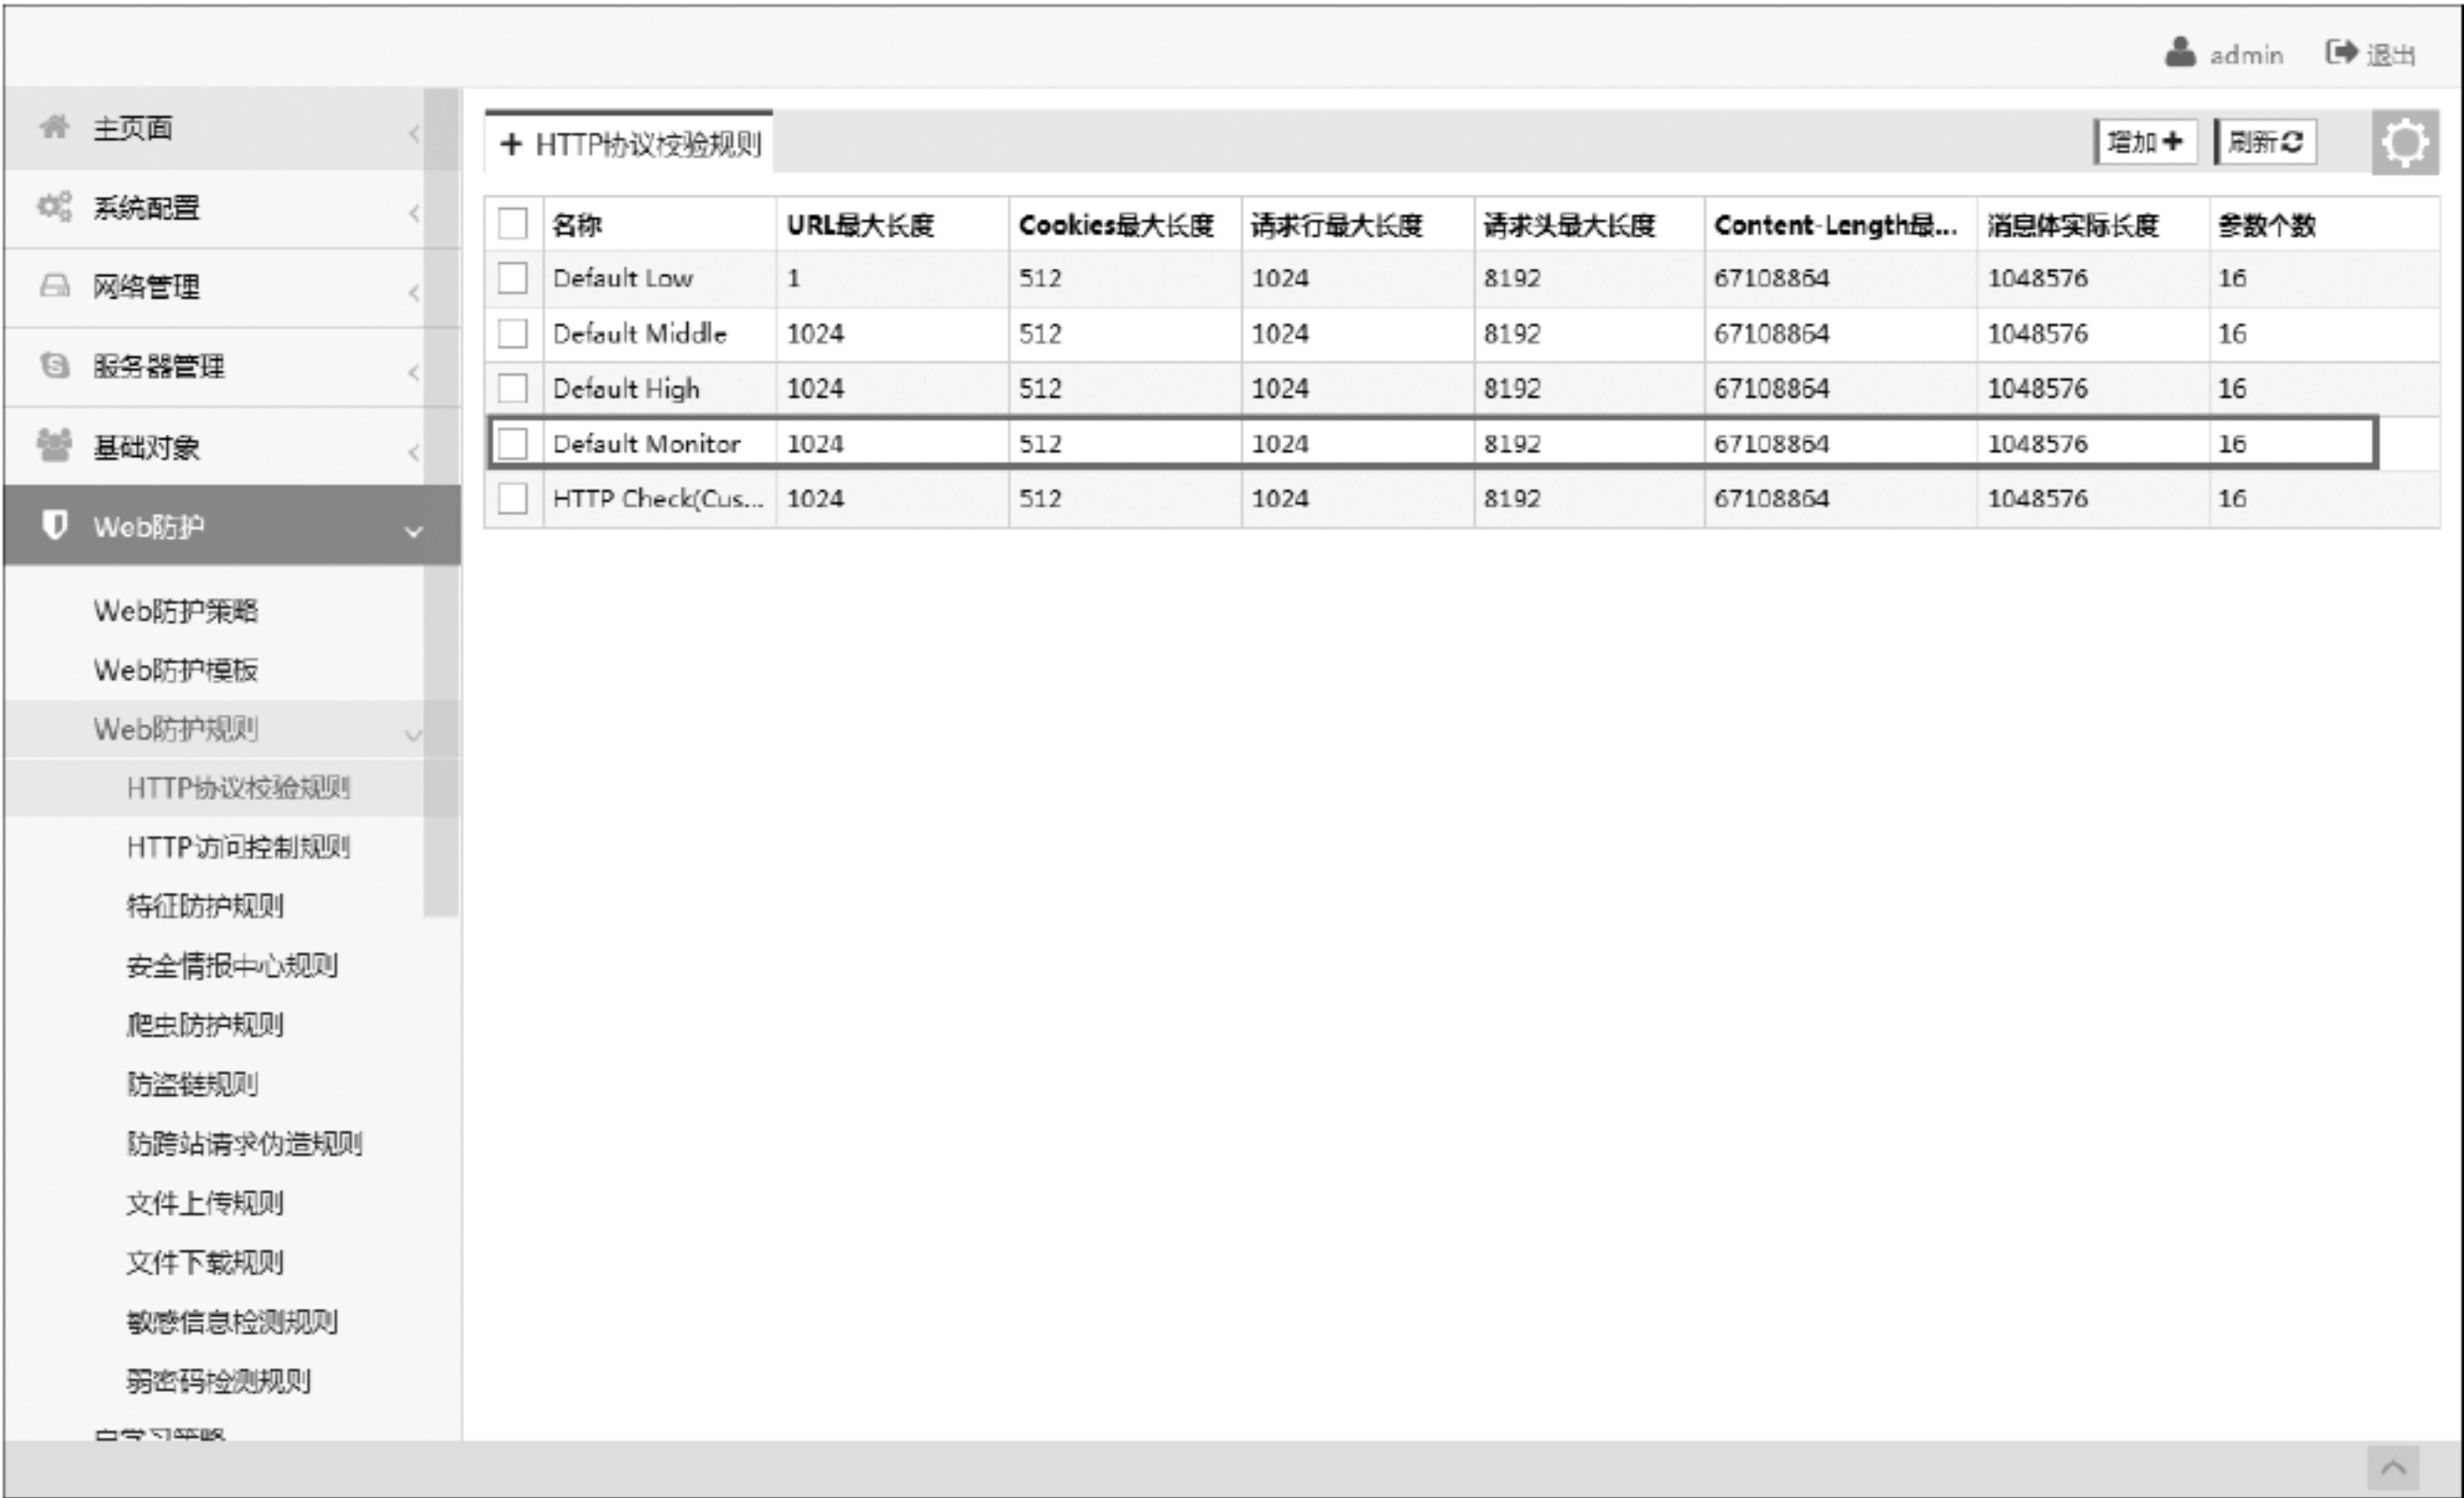 admin 退出
主页面
系统配置
网络管理
服务器管理
基础对象
Web防护
Web防护策略
Web防护模板
Web防护规则
HTTP协议校验规则
HTTP访问控制规则
特征防护规则
安全情报中心规则
爬虫防护规则
防盗链规则
防跨站请求伪造规则
文件上传规则
文件下载规则
敏感信息检测规则
弱密码检测规则
自学习策略
HTTP协议校验规则 增加 刷新
名称 URL最大长度 Cookies最大长度 请求行最大长度 请求头最大长度 Content-Length最... 消息体实际长度 参数个数
Default Low 1 512 1024 8192 67108864 1048576 16
Default Middle 1024 512 1024 8192 67108864 1048576 16
Default High 1024 512 1024 8192 67108864 1048576 16
Default Monitor 1024 512 1024 8192 67108864 1048576 16
HTTP Check(Cus... 1024 512 1024 8192 67108864 1048576 16